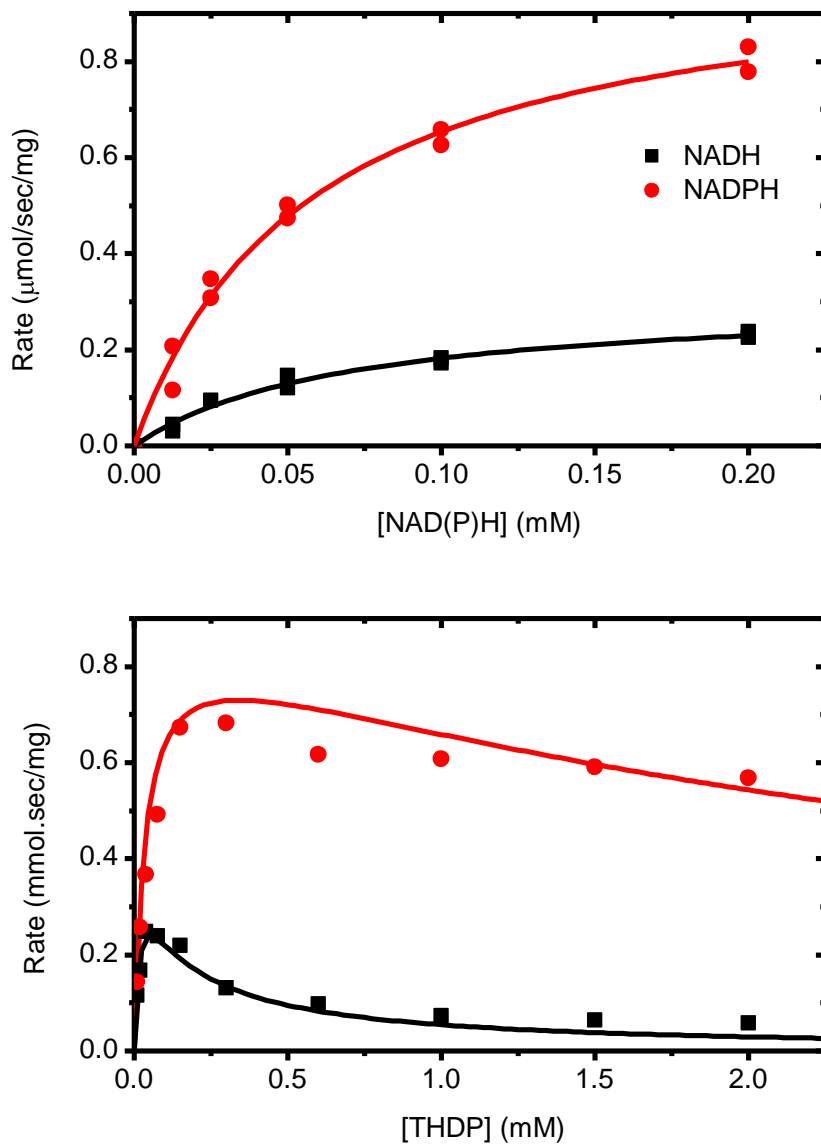 0.8
0.6
0.4
0.2
0.0
Rate (μmol/sec/mg)
NADH
NADPH
0.00 0.05 0.10 0.15 0.20
[NAD(P)H] (mM)
0.8
0.6
0.4
0.2
0.0
Rate (mmol.sec/mg)
0.0 0.5 1.0 1.5 2.0
[THDP] (mM)